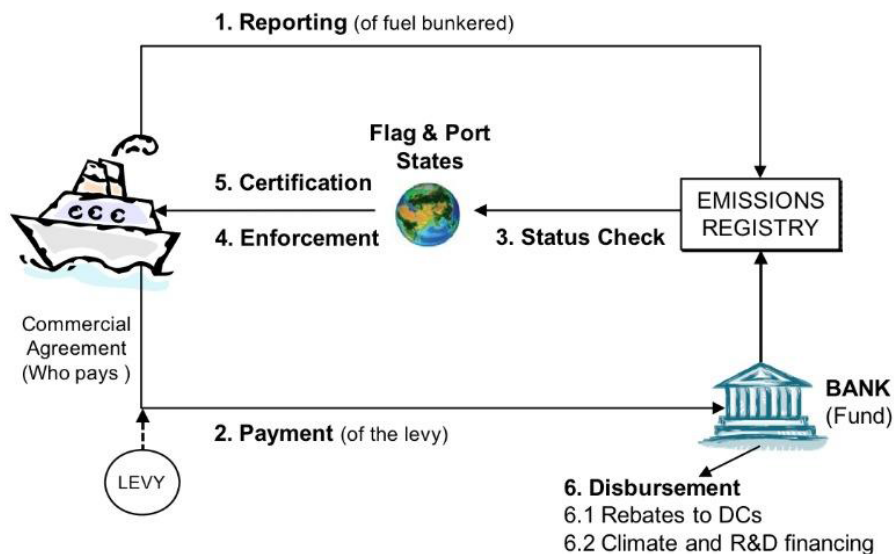 1. Reporting (of fuel bunkered)
Flag & Port
States
5. Certification
4. Enforcement
3. Status Check
EMISSIONS
REGISTRY
Commercial
Agreement
(Who pays )
2. Payment (of the levy)
LEVY
BANK
(Fund)
6. Disbursement
6.1 Rebates to DCs
6.2 Climate and R&D financing